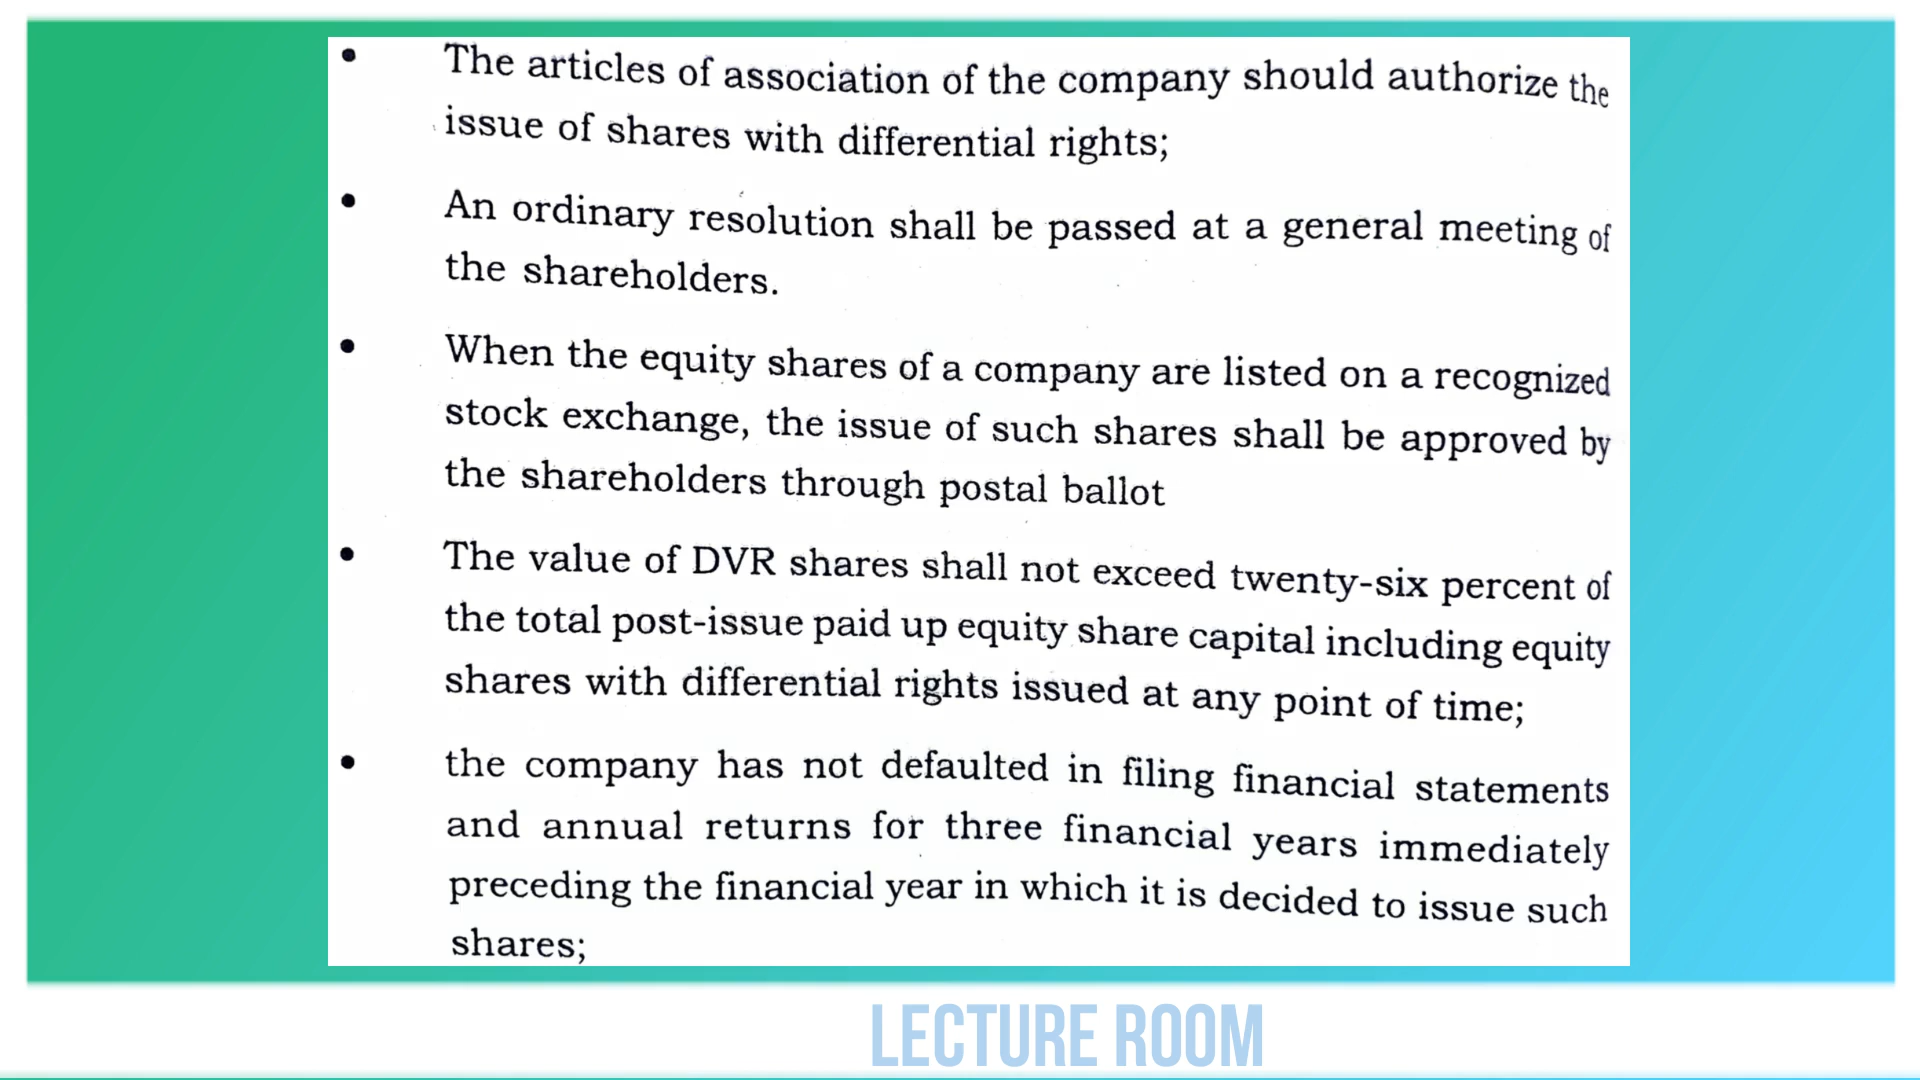 • The articles of association of the company should authorize the
issue of shares with differential rights;
• An ordinary resolution shall be passed at a general meeting of
the shareholders.
• When the equity shares of a company are listed on a recognized
stock exchange, the issue of such shares shall be approved by
the shareholders through postal ballot
• The value of DVR shares shall not exceed twenty-six percent of
the total post-issue paid up equity share capital including equity
shares with differential rights issued at any point of time;
• the company has not defaulted in filing financial statements
and annual returns for three financial years immediately
preceding the financial year in which it is decided to issue such
shares;
LECTURE ROOM